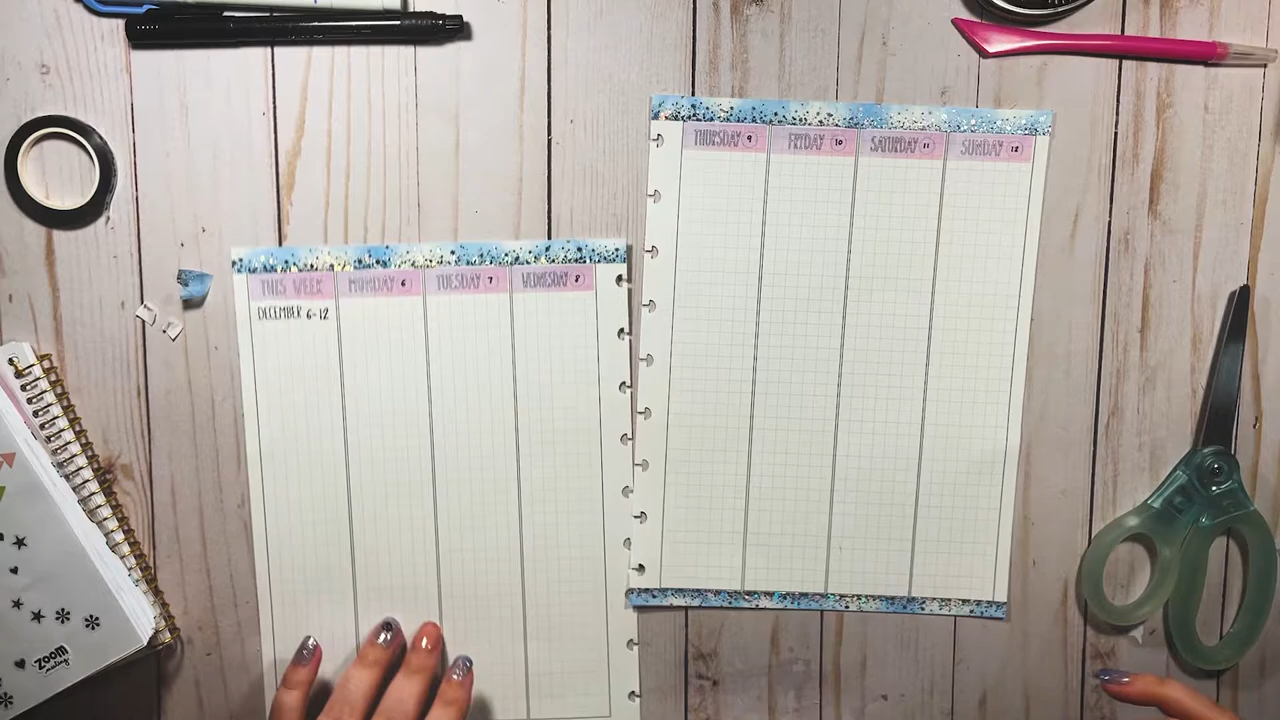 THIS WEEK MONDAY 6 TUESDAY 7 WEDNESDAY 8
DECEMBER 6-12
THURSDAY 9 FRIDAY 10 SATURDAY 11 SUNDAY 12
ZOOM
meeting